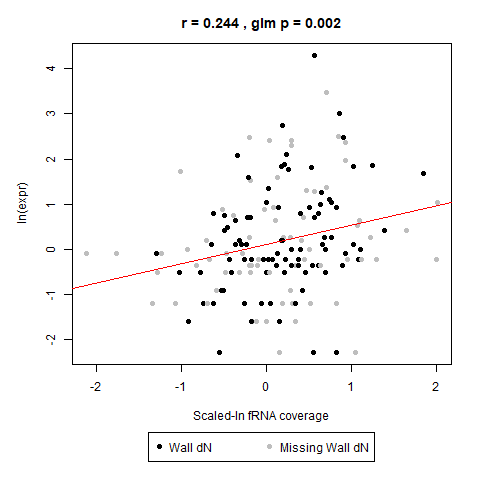 r = 0.244 , glm p = 0.002
ln(expr)
4
3
2
1
0
-1
-2
-2 -1 0 1 2
Scaled-ln fRNA coverage
Wall dN Missing Wall dN